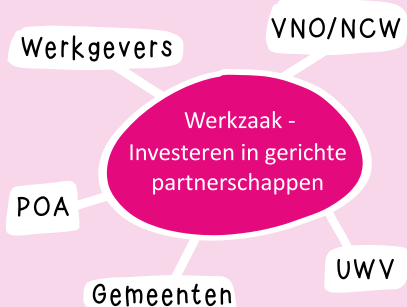 VNO/NCW
Werkgevers
Werkzaak -
Investeren in gerichte
partnerschappen
POA
UWV
Gemeenten